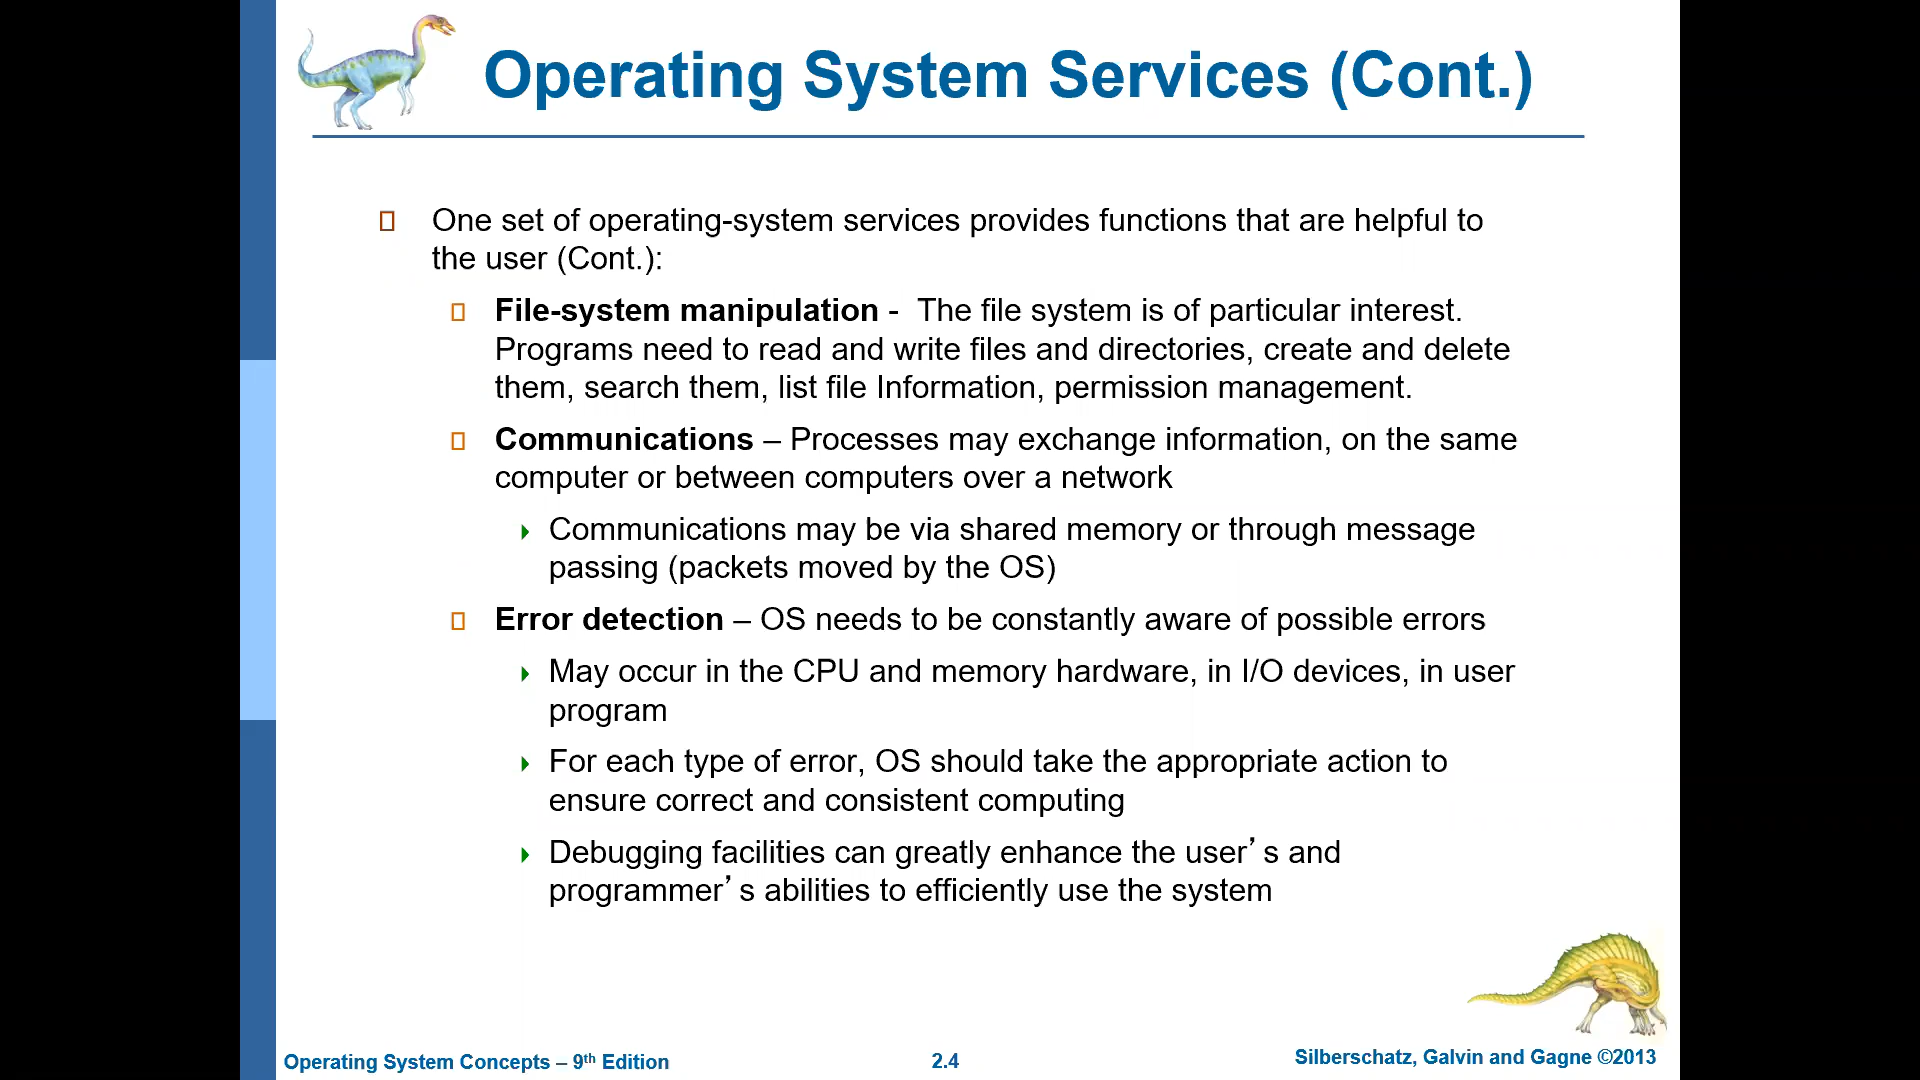 Operating System Services (Cont.)
One set of operating-system services provides functions that are helpful to
the user (Cont.):
File-system manipulation -  The file system is of particular interest.
Programs need to read and write files and directories, create and delete
them, search them, list file Information, permission management.
Communications – Processes may exchange information, on the same
computer or between computers over a network
Communications may be via shared memory or through message
passing (packets moved by the OS)
Error detection – OS needs to be constantly aware of possible errors
May occur in the CPU and memory hardware, in I/O devices, in user
program
For each type of error, OS should take the appropriate action to
ensure correct and consistent computing
Debugging facilities can greatly enhance the user’s and
programmer’s abilities to efficiently use the system
Operating System Concepts – 9th Edition
2.4
Silberschatz, Galvin and Gagne ©2013